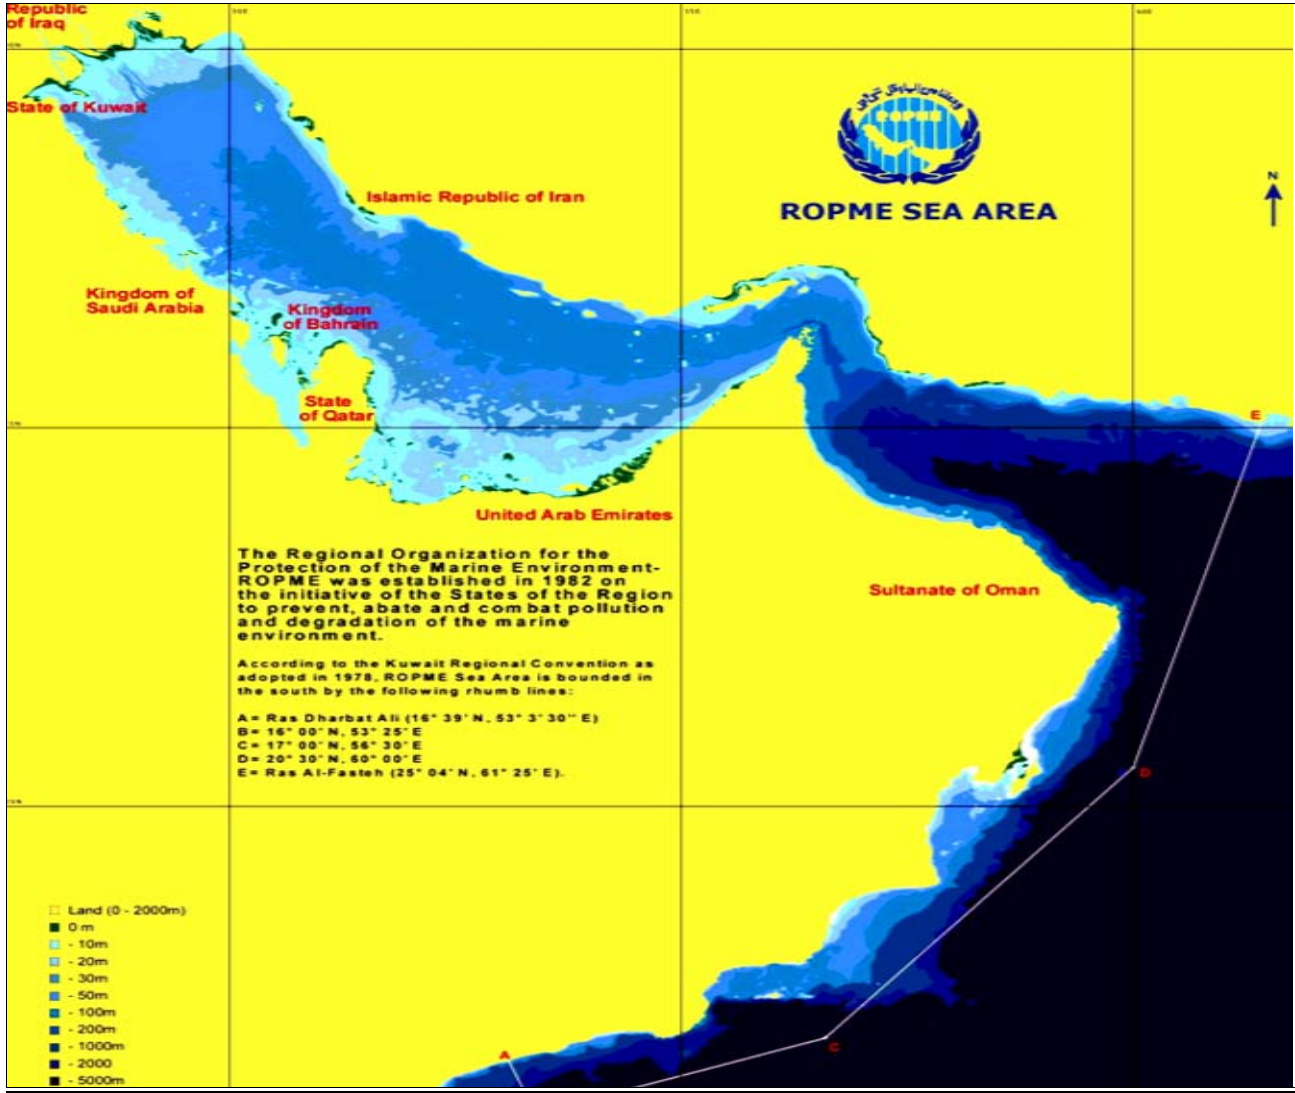 Republic
of Iraq
State of Kuwait
Islamic Republic of Iran
N
ROPME SEA AREA
Kingdom of
Saudi Arabia
Kingdom
of Bahrain
State
of Qatar
E
United Arab Emirates
Sultanate of Oman
The Regional Organization for the
Protection of the Marine Environment-
ROPME was established in 1982 on
the initiative of the States of the Region
to prevent, abate and combat pollution
and degradation of the marine
environment.
According to the Kuwait Regional Convention as
adopted in 1978, ROPME Sea Area is bounded in
the south by the following rhumb lines:
A= Ras Dharbat Ali (16° 39' N, 53° 3' 30'' E)
B= 16° 00' N, 53° 25' E
C= 17° 00' N, 56° 30' E
D= 20° 30' N, 60° 00' E
E= Ras Al-Fasteh (25° 04' N, 61° 25' E).
D
Land (0 - 2000m)
0 m
- 10m
- 20m
- 30m
- 50m
- 100m
- 200m
- 1000m
- 2000
- 5000m
A
C